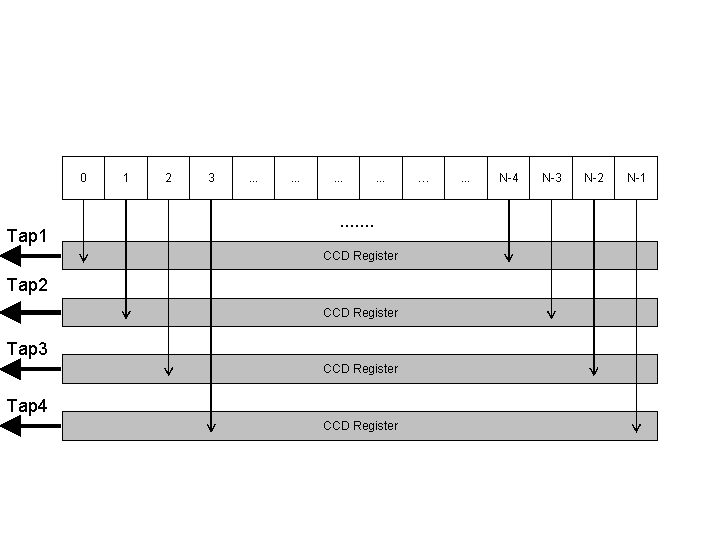 0 1 2 3 ... ... ... ... ... ... N-4 N-3 N-2 N-1
.......
Tap1
CCD Register
Tap2
CCD Register
Tap3
CCD Register
Tap4
CCD Register